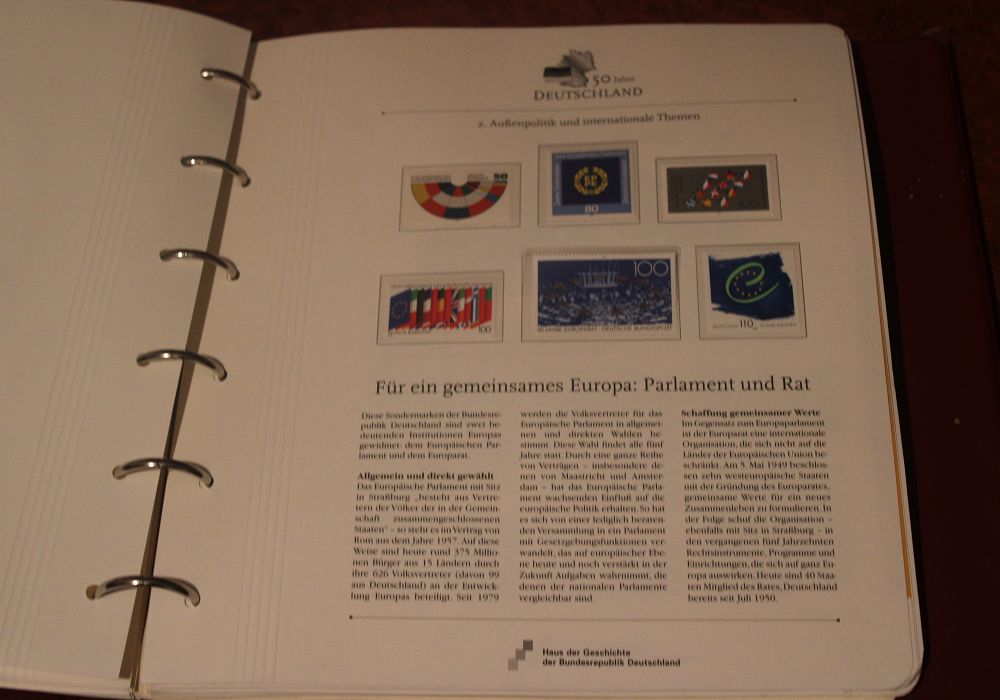 50 Jahre
DEUTSCHLAND
2. Außenpolitik und internationale Themen
50
60
100
100
100
40 JAHRE EUROPARAT · DEUTSCHE BUNDESPOST
110
Für ein gemeinsames Europa: Parlament und Rat
Diese Sondermarken der Bundesre-
publik Deutschland sind zwei be-
deutenden Institutionen Europas
gewidmet: dem Europäischen Par-
lament und dem Europarat.
Allgemein und direkt gewählt
Das Europäische Parlament mit Sitz
in Straßburg „besteht aus Vertre-
tern der Völker der in der Gemein-
schaft zusammengeschlossenen
Staaten“ – so steht es im Vertrag von
Rom aus dem Jahre 1957. Auf diese
Weise sind heute rund 375 Millio-
nen Bürger aus 15 Ländern durch
ihre 626 Volksvertreter (davon 99
aus Deutschland) an der Entwick-
lung Europas beteiligt. Seit 1979
werden die Volksvertreter für das
Europäische Parlament in allgemei-
nen und direkten Wahlen be-
stimmt. Diese Wahl findet alle fünf
Jahre statt. Durch eine ganze Reihe
von Verträgen – insbesondere de-
nen von Maastricht und Amster-
dam – hat das Europäische Parla-
ment wachsenden Einfluß auf die
europäische Politik erhalten. So hat
es sich von einer lediglich beraten-
den Versammlung in ein Parlament
mit Gesetzgebungsfunktionen ver-
wandelt, das auf europäischer Ebe-
ne heute und noch verstärkt in der
Zukunft Aufgaben wahrnimmt, die
denen der nationalen Parlamente
vergleichbar sind.
Schaffung gemeinsamer Werte
Im Gegensatz zum Europaparlament
ist der Europarat eine internationale
Organisation, die sich nicht auf die
Länder der Europäischen Union be-
schränkt. Am 5. Mai 1949 beschlos-
sen zehn westeuropäische Staaten
mit der Gründung des Europarates,
gemeinsame Werte für ein neues
Zusammenleben zu formulieren. In
der Folge schuf die Organisation –
ebenfalls mit Sitz in Straßburg – in
den vergangenen fünf Jahrzehnten
Rechtsinstrumente, Programme und
Einrichtungen, die sich auf ganz Eu-
ropa auswirken. Heute sind 40 Staa-
ten Mitglied des Rates, Deutschland
bereits seit Juli 1950.
Haus der Geschichte
der Bundesrepublik Deutschland